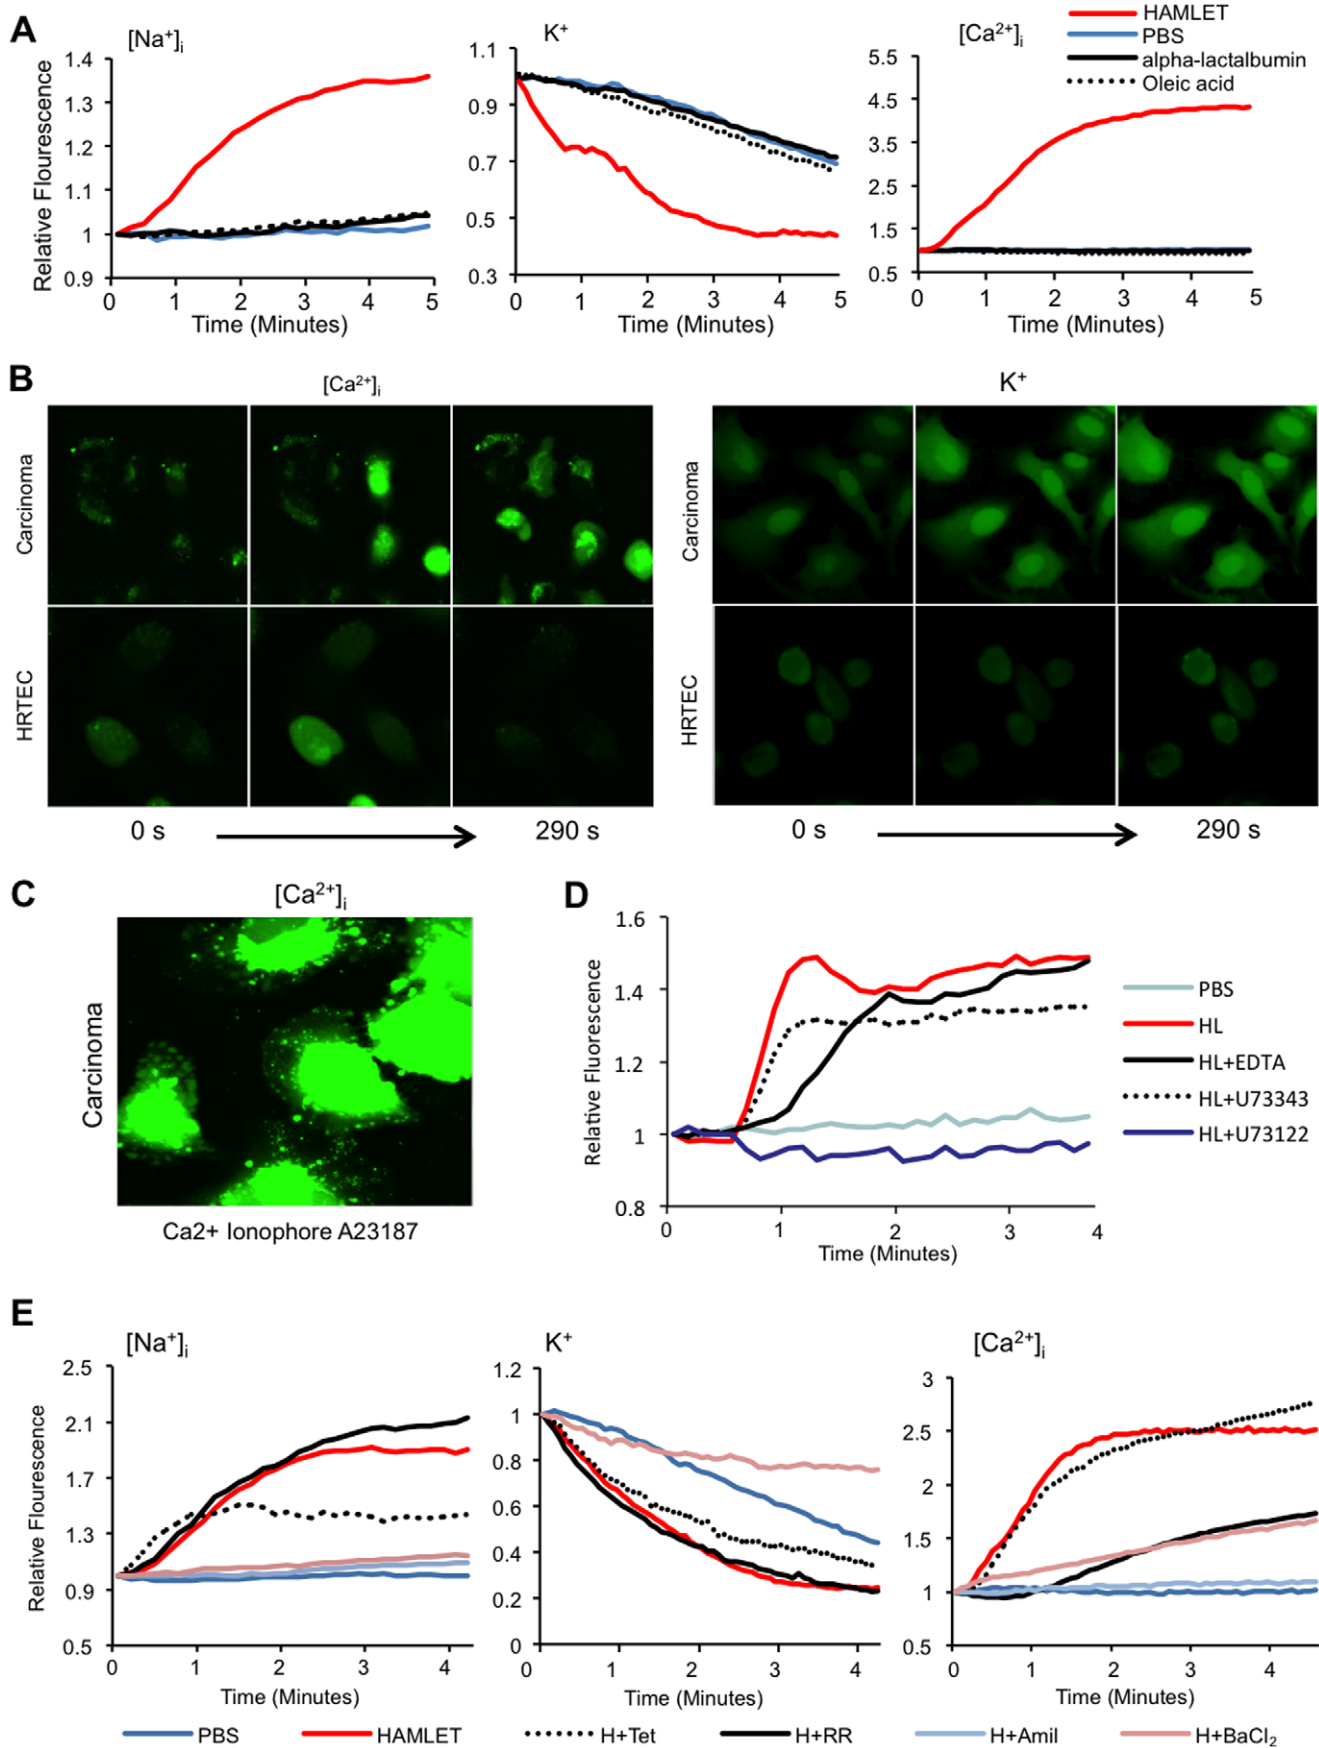 A
[Na⁺]ᵢ
K⁺
[Ca²⁺]ᵢ
HAMLET
PBS
alpha-lactalbumin
Oleic acid
Relative Flourescence
1.4
1.3
1.2
1.1
1
0.9
0 1 2 3 4 5
Time (Minutes)
1.1
0.9
0.7
0.5
0.3
0 1 2 3 4 5
Time (Minutes)
5.5
4.5
3.5
2.5
1.5
0.5
0 1 2 3 4 5
Time (Minutes)
B
[Ca²⁺]ᵢ
K⁺
Carcinoma
HRTEC
0 s
290 s
Carcinoma
HRTEC
0 s
290 s
C
[Ca²⁺]ᵢ
Carcinoma
Ca2+ Ionophore A23187
D
Relative Fluorescence
1.6
1.4
1.2
1
0.8
0 1 2 3 4
Time (Minutes)
PBS
HL
HL+EDTA
HL+U73343
HL+U73122
E
[Na⁺]ᵢ
K⁺
[Ca²⁺]ᵢ
Relative Flourescence
2.5
2.1
1.7
1.3
0.9
0.5
0 1 2 3 4
Time (Minutes)
1.2
1
0.8
0.6
0.4
0.2
0
0 1 2 3 4
Time (Minutes)
3
2.5
2
1.5
1
0.5
0 1 2 3 4
Time (Minutes)
PBS
HAMLET
H+Tet
H+RR
H+Amil
H+BaCl₂